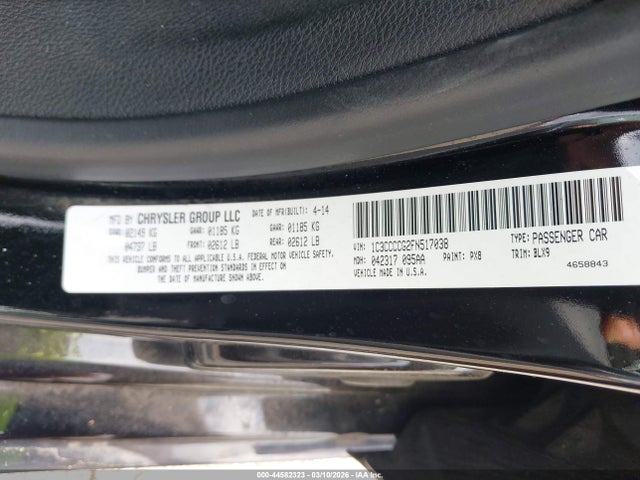 MFD BY CHRYSLER GROUP LLC DATE OF MFR(BUILT) 4-14
GVWR: 02149 KG GAWR: 01185 KG GAWR: 01185 KG
04797 LB FRONT: 02612 LB REAR: 02612 LB
THIS VEHICLE CONFORMS TO ALL APPLICABLE
U.S.A. FEDERAL MOTOR VEHICLE SAFETY,
BUMPER AND THEFT PREVENTION STANDARDS
IN EFFECT ON THE DATE OF
MANUFACTURE SHOWN ABOVE.
VIN: 1C3CCCCG2FN517038 TYPE: PASSENGER CAR
MDH: 042317 095AA PAINT: PX8 TRIM: BLX9
MADE IN U.S.A. 4658843
000-44582323 | 03/10/2026 | IAA Inc.